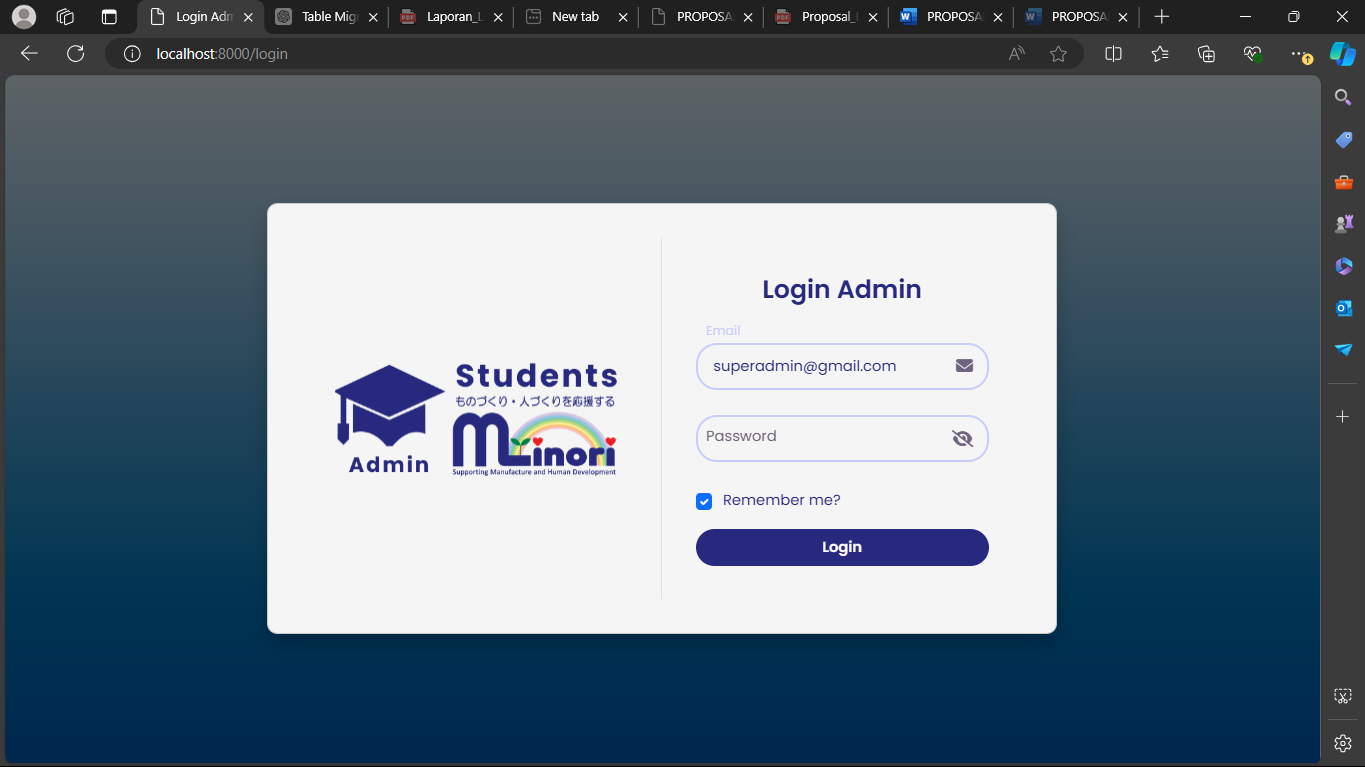 Login Adm
Table Mig
Laporan_L
New tab
PROPOSA
Proposal_
PROPOSA
PROPOSA
localhost:8000/login
Students
ものづくり・人づくりを応援する
Minori
Supporting Manufacture and Human Development
Admin
Login Admin
Email
superadmin@gmail.com
Password
Remember me?
Login